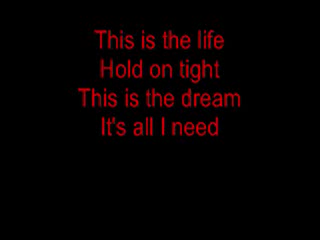 This is the life
Hold on tight
This is the dream
It's all I need